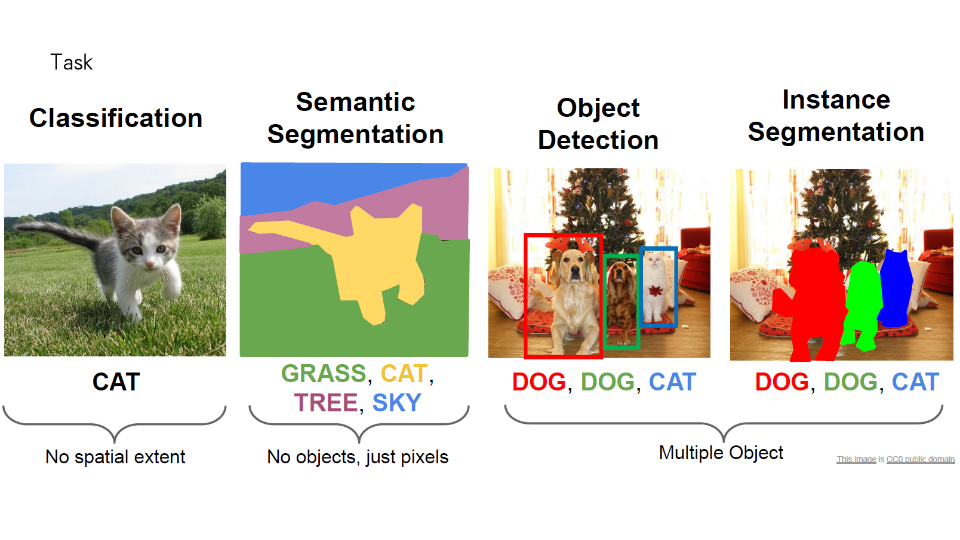 Task
Classification
Semantic
Segmentation
Object
Detection
Instance
Segmentation
CAT
GRASS, CAT,
TREE, SKY
DOG, DOG, CAT
DOG, DOG, CAT
No spatial extent
No objects, just pixels
Multiple Object
This image is CC0 public domain